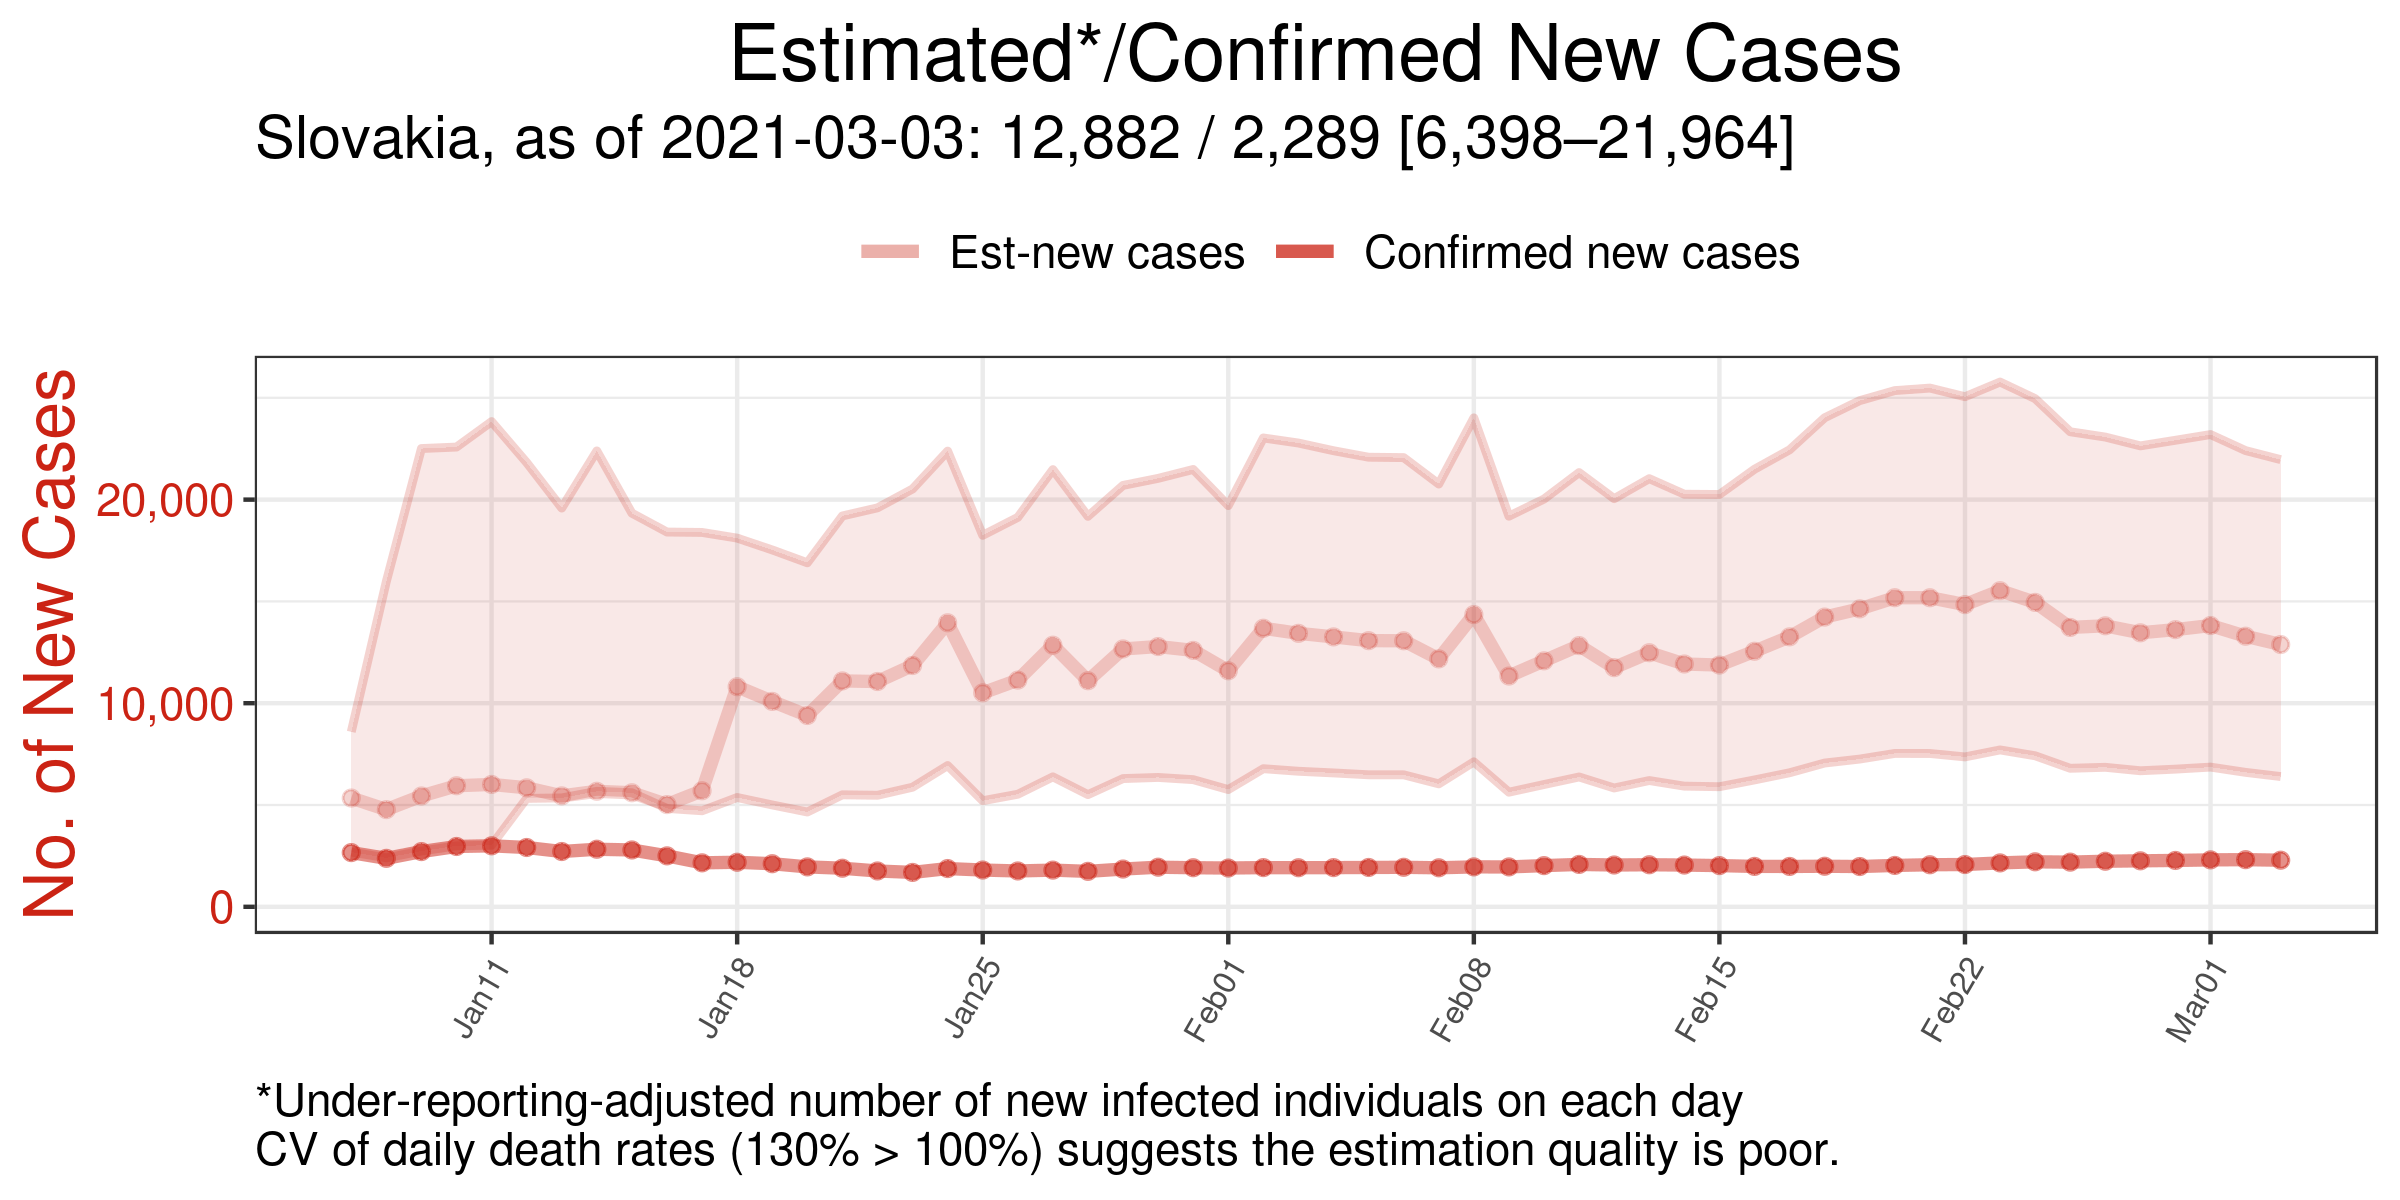 Estimated*/Confirmed New Cases
Slovakia, as of 2021-03-03: 12,882 / 2,289 [6,398–21,964]
Est-new cases
Confirmed new cases
No. of New Cases
20,000
10,000
0
Jan11
Jan18
Jan25
Feb01
Feb08
Feb15
Feb22
Mar01
*Under-reporting-adjusted number of new infected individuals on each day
CV of daily death rates (130% > 100%) suggests the estimation quality is poor.